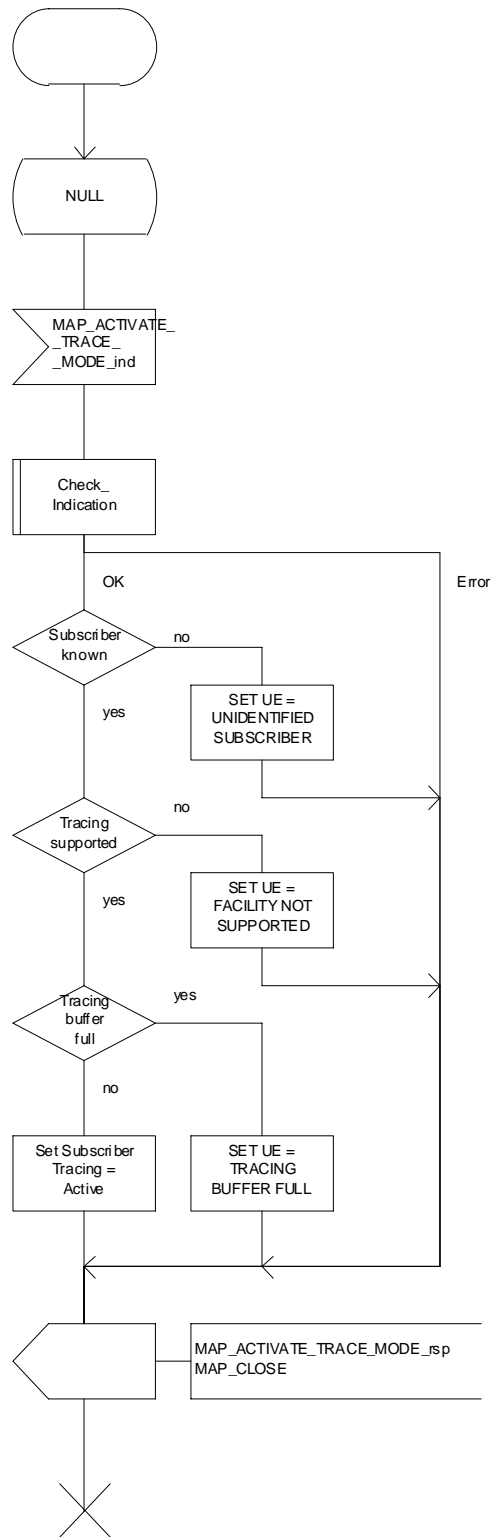 NULL
MAP_ACTIVATE_
_TRACE_
_MODE_ind
Check_
Indication
OK
Error
Subscriber
known
no
yes
SET UE =
UNIDENTIFIED
SUBSCRIBER
Tracing
supported
no
yes
SET UE =
FACILITY NOT
SUPPORTED
Tracing
buffer
full
yes
no
Set Subscriber
Tracing =
Active
SET UE =
TRACING
BUFFER FULL
MAP_ACTIVATE_TRACE_MODE_rsp
MAP_CLOSE